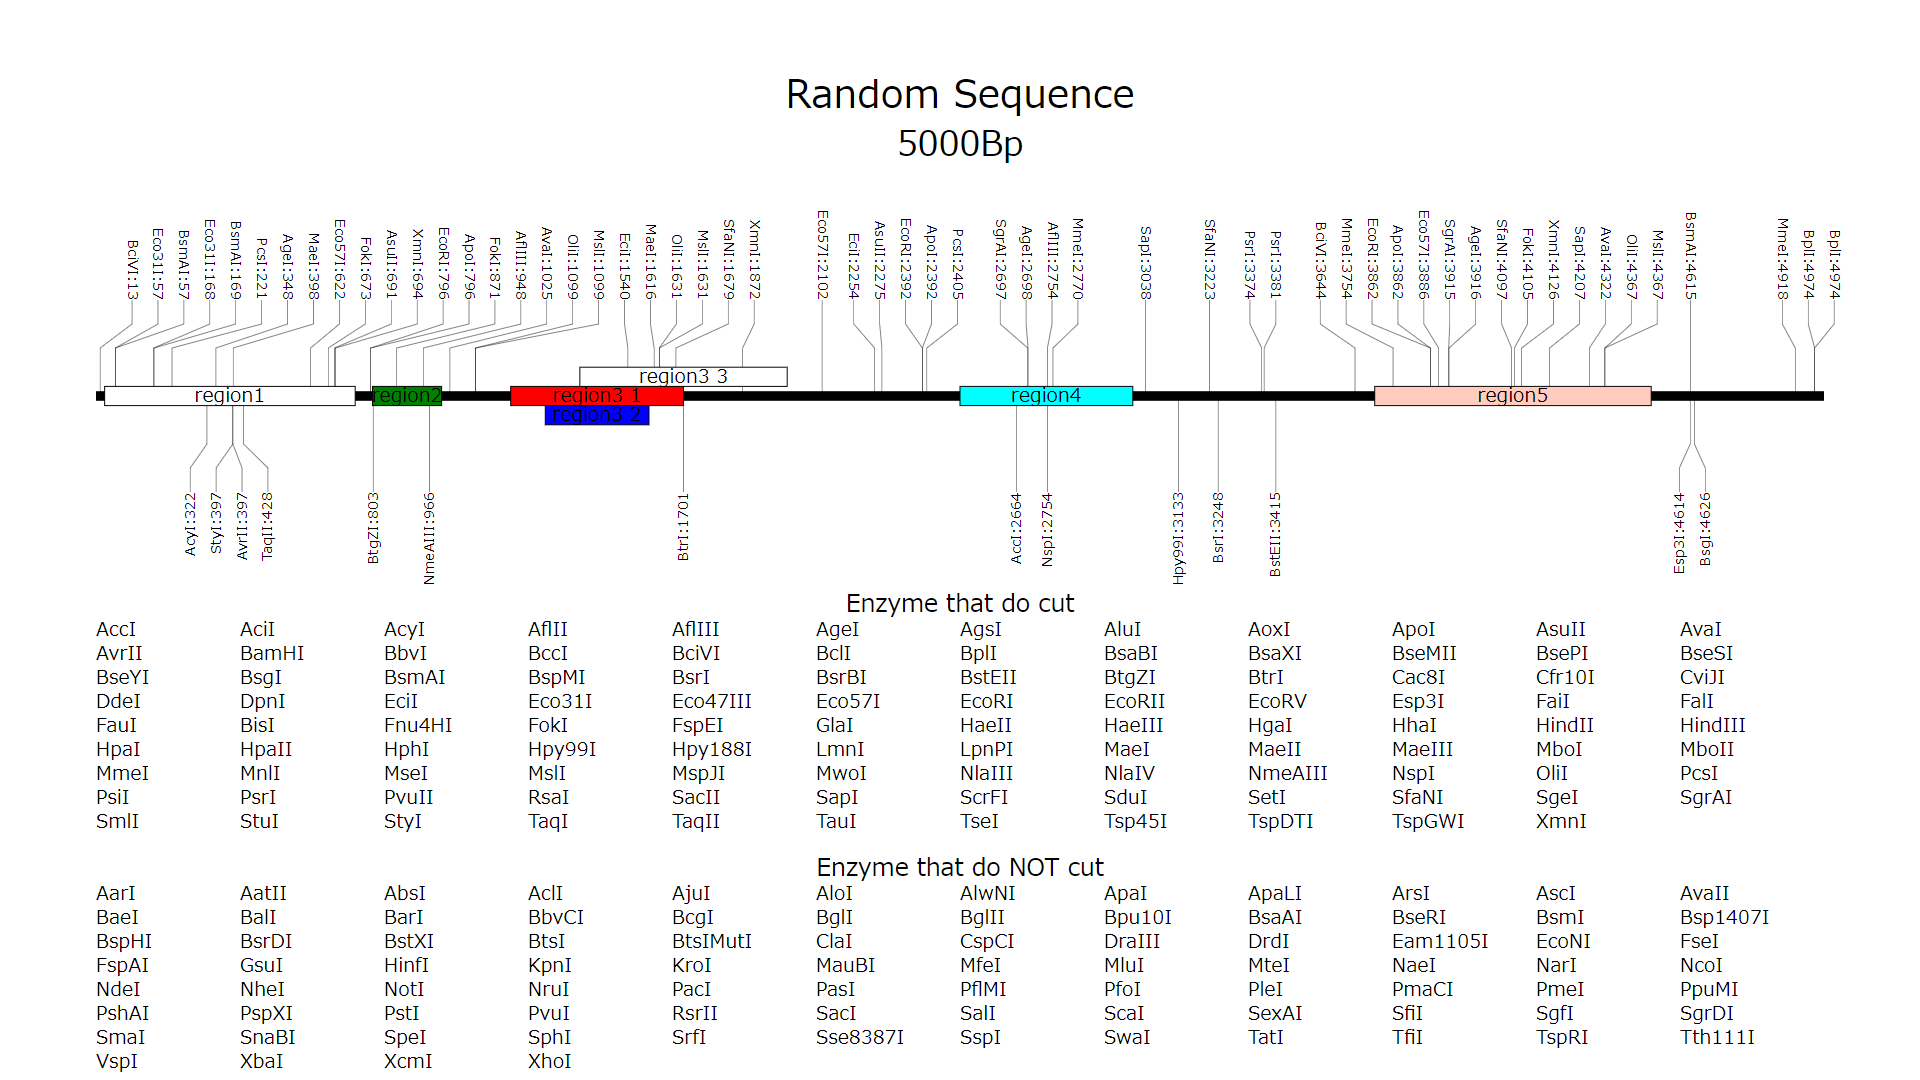 Random Sequence
5000Bp
BciVI:13 Eco31I:57 BsmAI:57 Eco31I:168 BsmAI:169 PcsI:221 AgeI:348 MaeI:398 Eco57I:622 FokI:673 AsuII:691 XmnI:694 EcoRI:796 ApoI:796 FokI:871 AflIII:948 AvaI:1025 OliI:1099 MslI:1099 EciI:1540 MaeI:1616 OliI:1631 MslI:1631 SfaNI:1679 XmnI:1872 Eco57I:2102 EciI:2254 AsuII:2275 EcoRI:2392 ApoI:2392 PcsI:2405 SgrAI:2697 AgeI:2698 AflIII:2754 MmeI:2770 SapI:3038 SfaNI:3223 PsrI:3374 PsrI:3381 BciVI:3644 MmeI:3754 EcoRI:3862 ApoI:3862 Eco57I:3886 SgrAI:3915 AgeI:3916 SfaNI:4097 FokI:4105 XmnI:4126 SapI:4207 AvaI:4322 OliI:4367 MslI:4367 BsmAI:4615 MmeI:4918 BplI:4974 BplI:4974
region3 3
region1 region2 region3 1 region4 region5
region3 2
AcyI:322 StyI:397 AvrII:397 TaqII:428 BtgZI:803 NmeAIII:966 BtrI:1701 AccI:2664 NspI:2754 Hpy99I:3133 BsrI:3248 BstEII:3415 Esp3I:4614 BsgI:4626
Enzyme that do cut
AccI AciI AcyI AflII AflIII AgeI AgsI AluI AoxI ApoI AsuII AvaI
AvrII BamHI BbvI BccI BciVI BclI BplI BsaBI BsaXI BseMII BsePI BseSI
BseYI BsgI BsmAI BspMI BsrI BsrBI BstEII BtgZI BtrI Cac8I Cfr10I CviJI
DdeI DpnI EciI Eco31I Eco47III Eco57I EcoRI EcoRII EcoRV Esp3I FaiI FalI
FauI BisI Fnu4HI FokI FspEI GlaI HaeII HaeIII HgaI HhaI HindII HindIII
HpaI HpaII HphI Hpy99I Hpy188I LmnI LpnPI MaeI MaeII MaeIII MboI MboII
MmeI MnlI MseI MslI MspJI MwoI NlaIII NlaIV NmeAIII NspI OliI PcsI
PsiI PsrI PvuII RsaI SacII SapI ScrFI SduI SetI SfaNI SgeI SgrAI
SmlI StuI StyI TaqI TaqII TauI TseI Tsp45I TspDTI TspGWI XmnI
Enzyme that do NOT cut
AarI AatII AbsI AclI AjuI AloI AlwNI ApaI ApaLI ArsI AscI AvaII
BaeI BalI BarI BbvCI BcgI BglI BglII Bpu10I BsaAI BseRI BsmI Bsp1407I
BspHI BsrDI BstXI BtsI BtsIMutI ClaI CspCI DraIII DrdI Eam1105I EcoNI FseI
FspAI GsuI HinfI KpnI KroI MauBI MfeI MluI MteI NaeI NarI NcoI
NdeI NheI NotI NruI PacI PasI PflMI PfoI PleI PmaCI PmeI PpuMI
PshAI PspXI PstI PvuI RsrII SacI SalI ScaI SexAI SfiI SgfI SgrDI
SmaI SnaBI SpeI SphI SrfI Sse8387I SspI SwaI TatI TfiI TspRI Tth111I
VspI XbaI XcmI XhoI